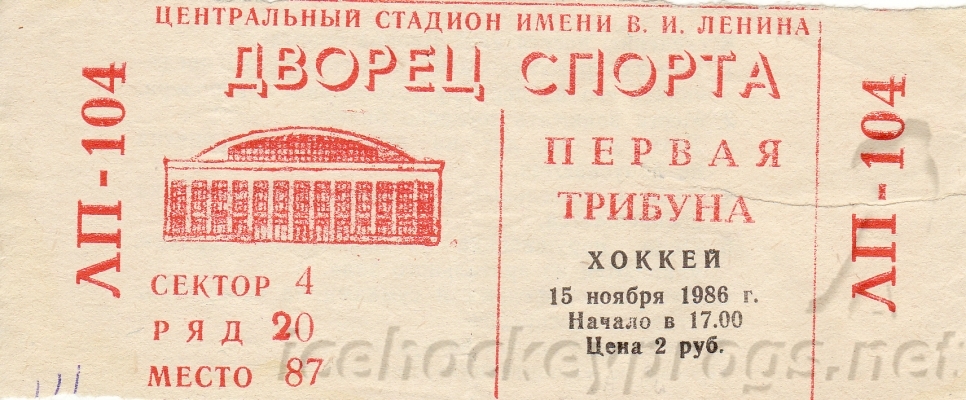 ЦЕНТРАЛЬНЫЙ СТАДИОН ИМЕНИ В. И. ЛЕНИНА
ДВОРЕЦ СПОРТА
ЛП-104
ПЕРВАЯ
ТРИБУНА
ХОККЕЙ
15 ноября 1986 г.
Начало в 17.00
Цена 2 руб.
СЕКТОР 4
РЯД 20
МЕСТО 87
ЛП-104
icehockeyprogs.net